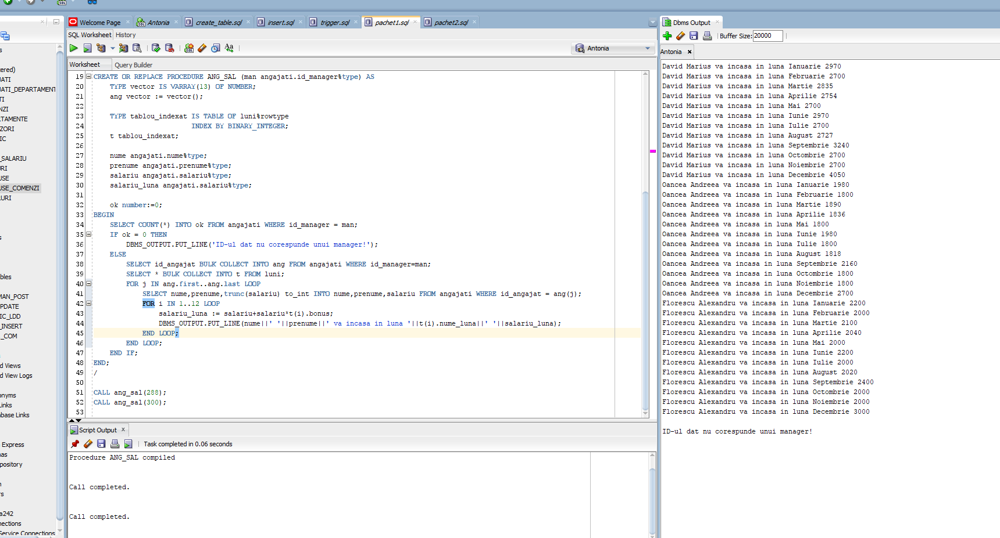 SQL
Welcome Page
Antonia
create_table.sql
insert.sql
trigger.sql
pachet1.sql
pachet2.sql
SQL Worksheet History
Antonia
Worksheet Query Builder
19 CREATE OR REPLACE PROCEDURE ANG_SAL (man angajati.id_manager%type) AS
20 TYPE vector IS VARRAY(13) OF NUMBER;
21 ang vector := vector();
22
23 TYPE tablou_indexat IS TABLE OF luni%rowtype
24 INDEX BY BINARY_INTEGER;
25 t tablou_indexat;
26
27 nume angajati.nume%type;
28 prenume angajati.prenume%type;
29 salariu angajati.salariu%type;
30 salariu_luna angajati.salariu%type;
31
32 ok number:=0;
33 BEGIN
34 SELECT COUNT(*) INTO ok FROM angajati WHERE id_manager = man;
35 IF ok = 0 THEN
36 DBMS_OUTPUT.PUT_LINE('ID-ul dat nu corespunde unui manager!');
37 ELSE
38 SELECT id_angajat BULK COLLECT INTO ang FROM angajati WHERE id_manager=man;
39 SELECT * BULK COLLECT INTO t FROM luni;
40 FOR j IN ang.first..ang.last LOOP
41 SELECT nume,prenume,trunc(salariu) to_int INTO nume,prenume,salariu FROM angajati WHERE id_angajat = ang(j);
42 FOR i IN 1..12 LOOP
43 salariu_luna := salariu+salariu*t(i).bonus;
44 DBMS_OUTPUT.PUT_LINE(nume||' '||prenume||' va incasa in luna '||t(i).nume_luna||' '||salariu_luna);
45 END LOOP;
46 END LOOP;
47 END IF;
48 END;
49 /
50
51 CALL ang_sal(288);
52 CALL ang_sal(300);
53
Script Output
Task completed in 0.06 seconds
Procedure ANG_SAL compiled
Call completed.
Call completed.
Dbms Output
Buffer Size: 20000
Antonia
David Marius va incasa in luna Ianuarie 2970
David Marius va incasa in luna Februarie 2700
David Marius va incasa in luna Martie 2835
David Marius va incasa in luna Aprilie 2754
David Marius va incasa in luna Mai 2700
David Marius va incasa in luna Iunie 2970
David Marius va incasa in luna Iulie 2700
David Marius va incasa in luna August 2727
David Marius va incasa in luna Septembrie 3240
David Marius va incasa in luna Octombrie 2700
David Marius va incasa in luna Noiembrie 2700
David Marius va incasa in luna Decembrie 4050
Oancea Andreea va incasa in luna Ianuarie 1980
Oancea Andreea va incasa in luna Februarie 1800
Oancea Andreea va incasa in luna Martie 1890
Oancea Andreea va incasa in luna Aprilie 1836
Oancea Andreea va incasa in luna Mai 1800
Oancea Andreea va incasa in luna Iunie 1980
Oancea Andreea va incasa in luna Iulie 1800
Oancea Andreea va incasa in luna August 1818
Oancea Andreea va incasa in luna Septembrie 2160
Oancea Andreea va incasa in luna Octombrie 1800
Oancea Andreea va incasa in luna Noiembrie 1800
Oancea Andreea va incasa in luna Decembrie 2700
Florescu Alexandru va incasa in luna Ianuarie 2200
Florescu Alexandru va incasa in luna Februarie 2000
Florescu Alexandru va incasa in luna Martie 2100
Florescu Alexandru va incasa in luna Aprilie 2040
Florescu Alexandru va incasa in luna Mai 2000
Florescu Alexandru va incasa in luna Iunie 2200
Florescu Alexandru va incasa in luna Iulie 2000
Florescu Alexandru va incasa in luna August 2020
Florescu Alexandru va incasa in luna Septembrie 2400
Florescu Alexandru va incasa in luna Octombrie 2000
Florescu Alexandru va incasa in luna Noiembrie 2000
Florescu Alexandru va incasa in luna Decembrie 3000
ID-ul dat nu corespunde unui manager!
s
tered)
JATI
JATI_DEPARTAMENT
TI
NZI
RTAMENTE
ZORI
IC
_SALARIU
RI
USE
USE_COMENZI
URI
s
bles
MAN_POST
UPDATE
IC_LDD
_INSERT
_COM
d Views
d View Logs
onyms
Links
abase Links
Express
mas
pository
n
rs
a242
nections
Service Connections